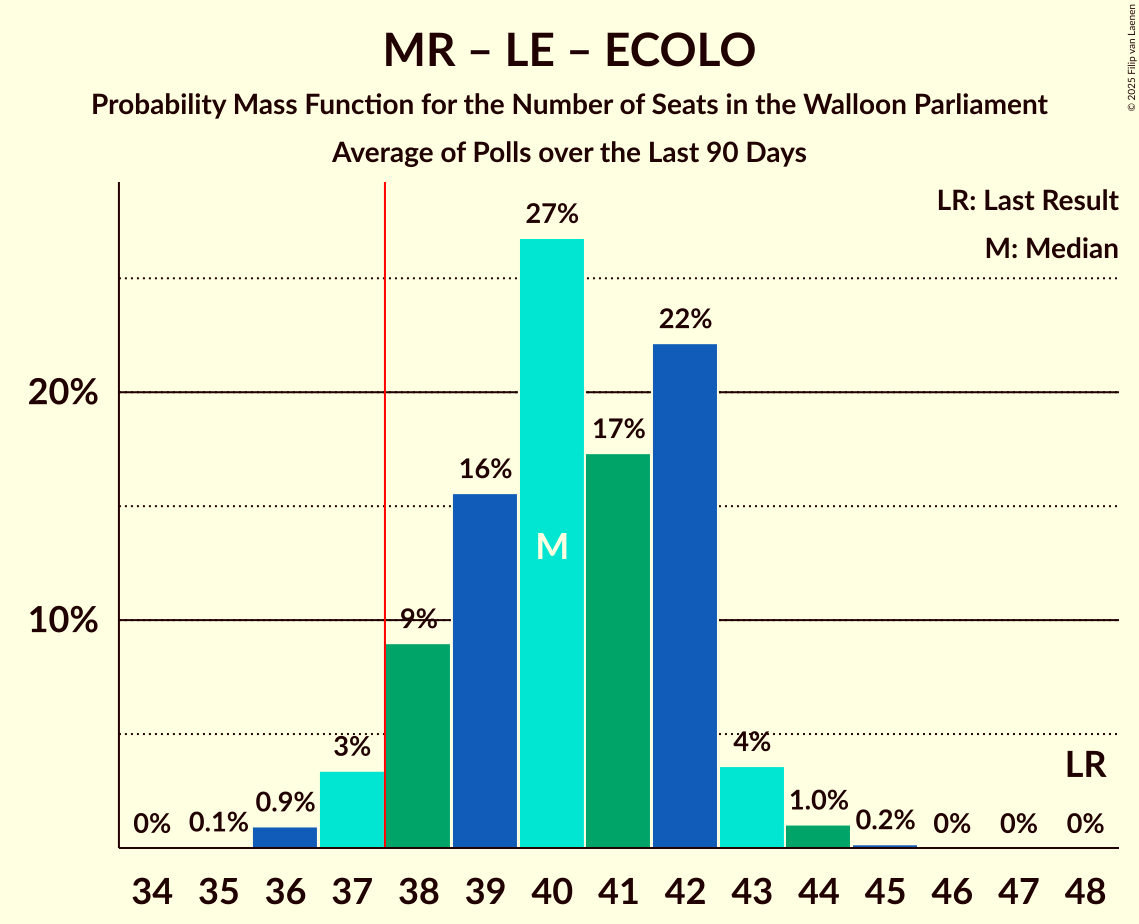 MR – LE – ECOLO
Probability Mass Function for the Number of Seats in the Walloon Parliament
Average of Polls over the Last 90 Days
© 2025 Filip van Laenen
LR: Last Result
M: Median
20%
10%
0%
0.1%
0.9%
3%
9%
16%
27%
17%
22%
4%
1.0%
0.2%
0%
0%
0%
M
LR
34 35 36 37 38 39 40 41 42 43 44 45 46 47 48